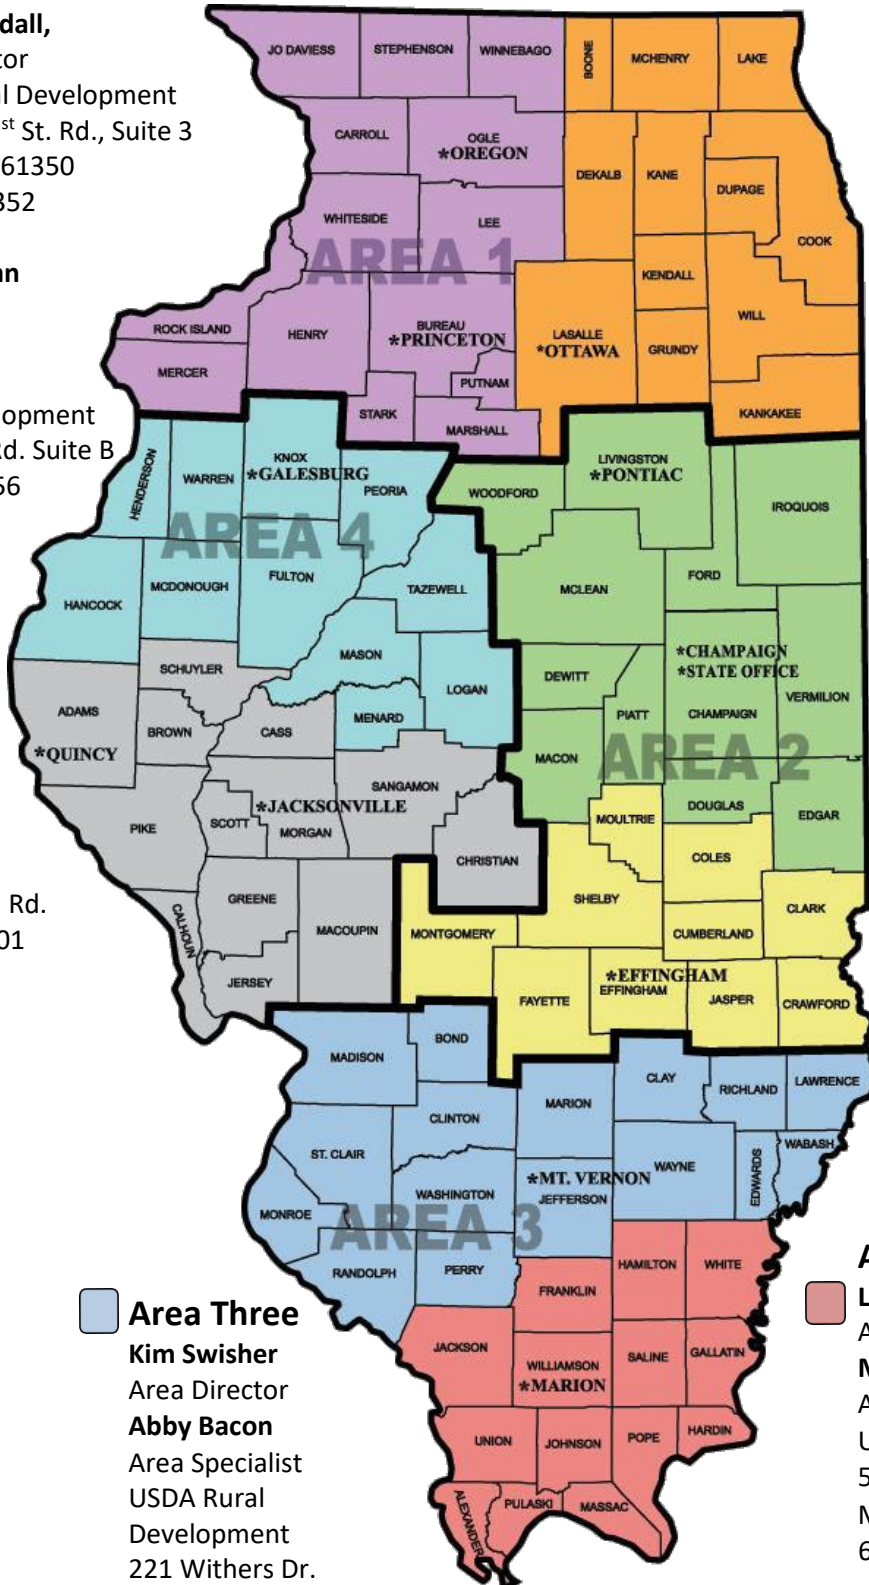 dall,
tor
l Development
st St. Rd., Suite 3
61350
352
an
opment
Rd. Suite B
56
Rd.
01
JO DAVIESS
STEPHENSON
WINNEBAGO
BOONE
MCHENRY
LAKE
CARROLL
OGLE
*OREGON
DEKALB
KANE
DUPAGE
COOK
WHITESIDE
LEE
AREA 1
KENDALL
WILL
ROCK ISLAND
HENRY
BUREAU
*PRINCETON
LASALLE
*OTTAWA
GRUNDY
MERCER
PUTNAM
STARK
MARSHALL
KANKAKEE
HENDERSON
WARREN
KNOX
*GALESBURG
PEORIA
WOODFORD
LIVINGSTON
*PONTIAC
IROQUOIS
AREA 4
HANCOCK
MCDONOUGH
FULTON
TAZEWELL
MCLEAN
FORD
SCHUYLER
MASON
LOGAN
DEWITT
*CHAMPAIGN
*STATE OFFICE
CHAMPAIGN
VERMILION
ADAMS
*QUINCY
BROWN
CASS
MENARD
PIATT
MACON
AREA 2
SANGAMON
PIKE
SCOTT
*JACKSONVILLE
MORGAN
CHRISTIAN
MOULTRIE
DOUGLAS
EDGAR
COLES
SHELBY
CLARK
CALHOUN
GREENE
MACOUPIN
MONTGOMERY
CUMBERLAND
JERSEY
FAYETTE
*EFFINGHAM
EFFINGHAM
JASPER
CRAWFORD
MADISON
BOND
CLINTON
MARION
CLAY
RICHLAND
LAWRENCE
ST. CLAIR
WASHINGTON
*MT. VERNON
JEFFERSON
WAYNE
EDWARDS
WABASH
MONROE
AREA 3
RANDOLPH
PERRY
FRANKLIN
HAMILTON
WHITE
JACKSON
WILLIAMSON
*MARION
SALINE
GALLATIN
UNION
JOHNSON
POPE
HARDIN
ALEXANDER
PULASKI
MASSAC
Area Three
Kim Swisher
Area Director
Abby Bacon
Area Specialist
USDA Rural
Development
221 Withers Dr.
A
L
A
M
A
U
5
M
6